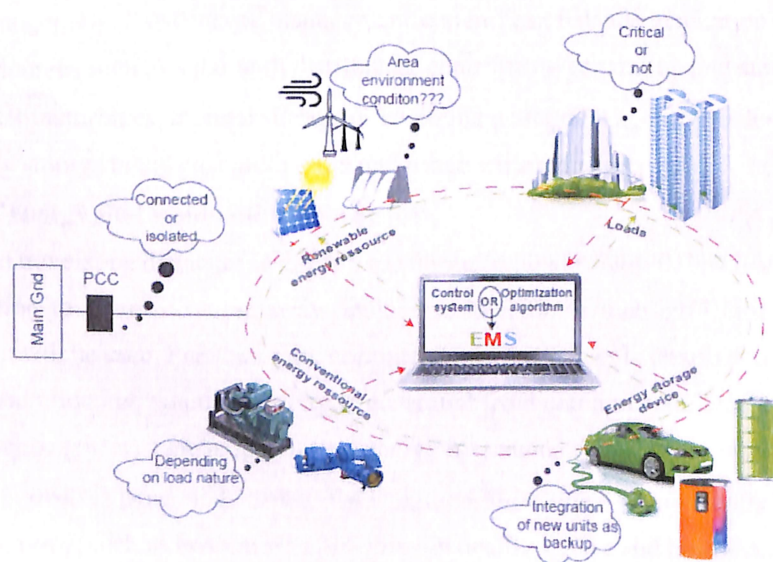 Area
environment
conditon???
Critical
or
not
Connected
or
isolated
Renewable
energy ressource
Loads
Main Grid
PCC
Control
system
OR
Optimization
algorithm
EMS
Conventional
energy ressource
Energy storage
device
Depending
on load nature
Integration
of new units as
backup